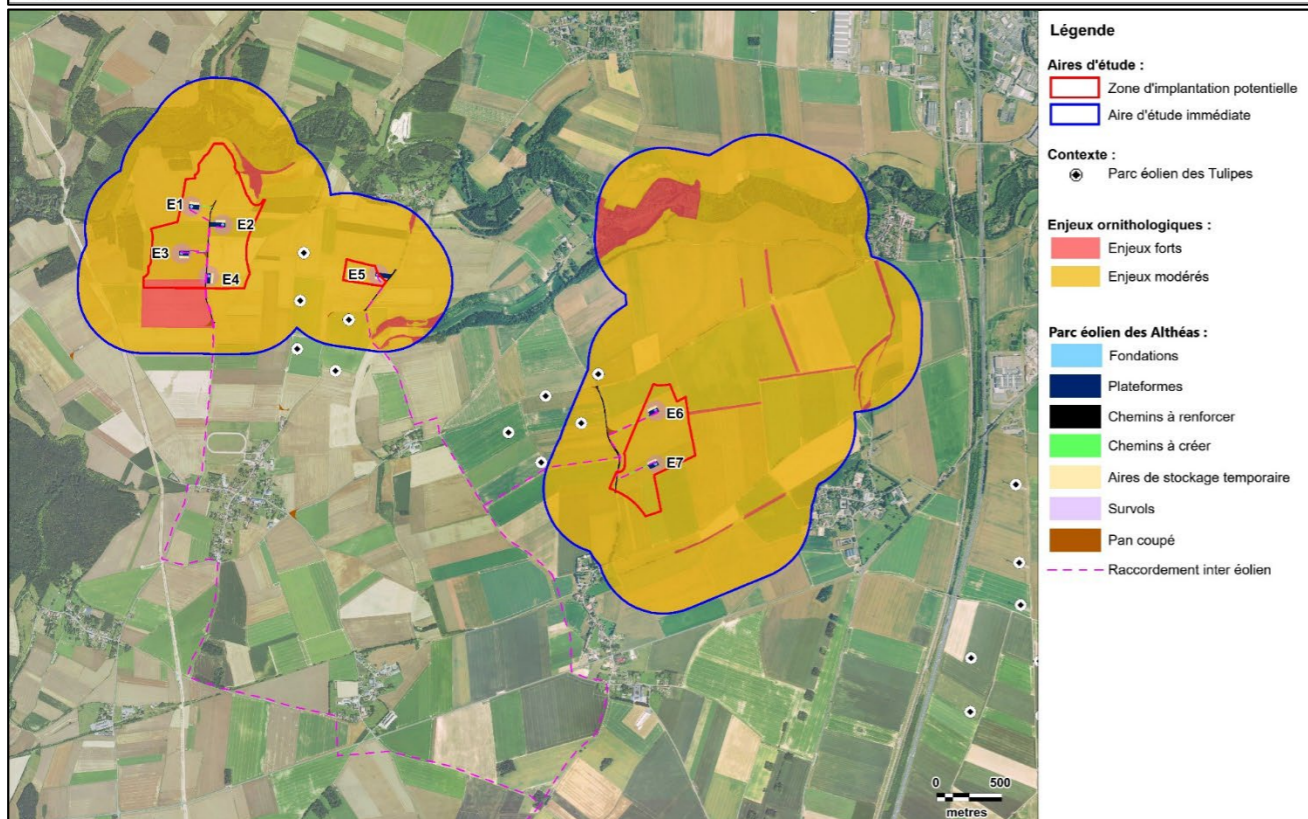 E1
E2
E3
E4
E5
E6
E7
0 500
metres
Légende
Aires d'étude :
Zone d'implantation potentielle
Aire d'étude immédiate
Contexte :
Parc éolien des Tulipes
Enjeux ornithologiques :
Enjeux forts
Enjeux modérés
Parc éolien des Althéas :
Fondations
Plateformes
Chemins à renforcer
Chemins à créer
Aires de stockage temporaire
Survols
Pan coupé
Raccordement inter éolien